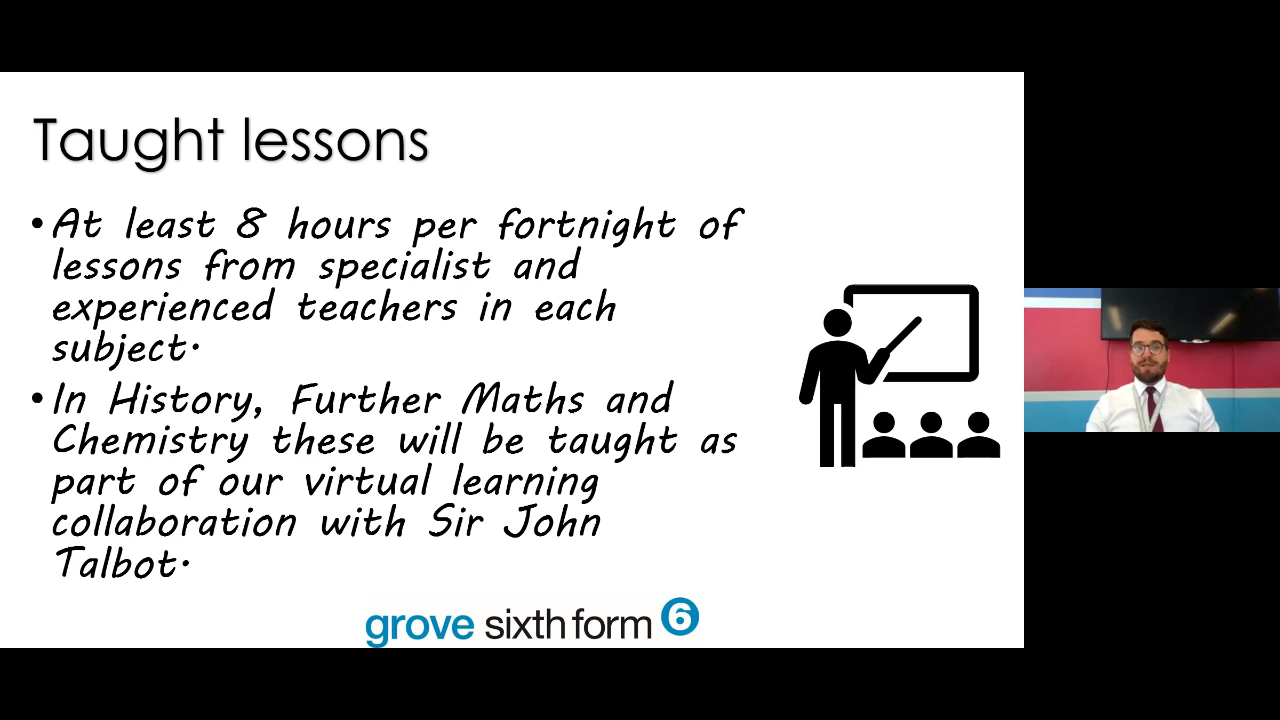 Taught lessons
• At least 8 hours per fortnight of
lessons from specialist and
experienced teachers in each
subject.
• In History, Further Maths and
Chemistry these will be taught as
part of our virtual learning
collaboration with Sir John
Talbot.
grove sixth form 6